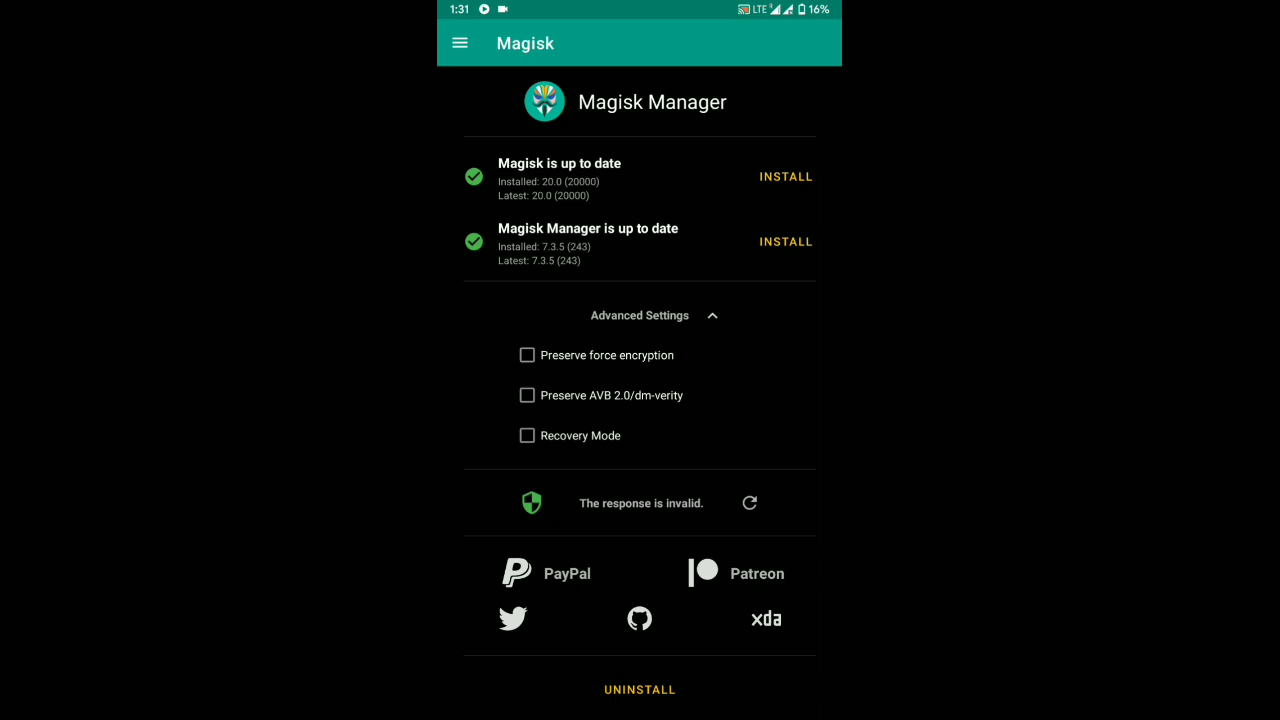 1:31 LTE 16%
Magisk
Magisk Manager
Magisk is up to date
Installed: 20.0 (20000)
Latest: 20.0 (20000)
INSTALL
Magisk Manager is up to date
Installed: 7.3.5 (243)
Latest: 7.3.5 (243)
INSTALL
Advanced Settings
Preserve force encryption
Preserve AVB 2.0/dm-verity
Recovery Mode
The response is invalid.
PayPal
Patreon
xda
UNINSTALL